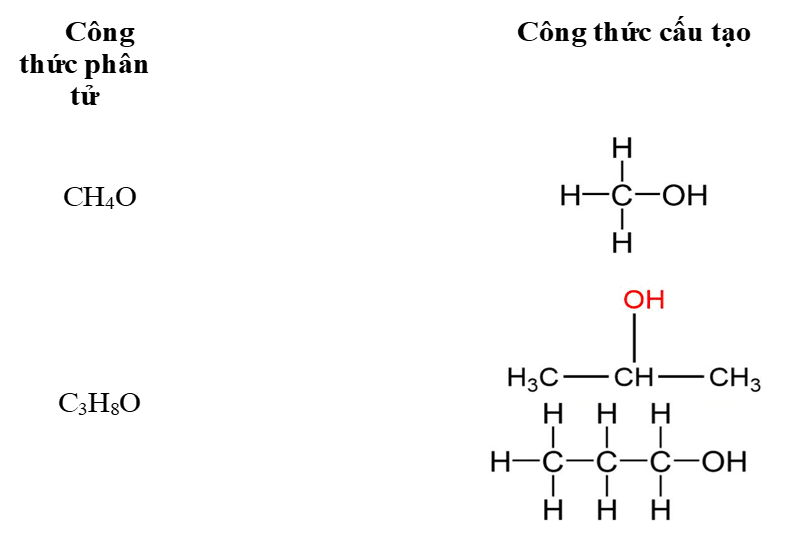 Công thức phân tử
Công thức cấu tạo
CH₄O
H
H–C–OH
H
C₃H₈O
OH
H₃C–CH–CH₃
H H H
H–C–C–C–OH
H H H